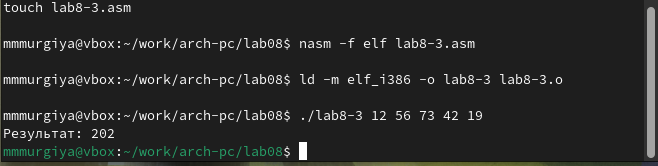 touch lab8-3.asm
mmmurgiya@vbox:~/work/arch-pc/lab08$ nasm -f elf lab8-3.asm
mmmurgiya@vbox:~/work/arch-pc/lab08$ ld -m elf_i386 -o lab8-3 lab8-3.o
mmmurgiya@vbox:~/work/arch-pc/lab08$ ./lab8-3 12 56 73 42 19
Результат: 202
mmmurgiya@vbox:~/work/arch-pc/lab08$